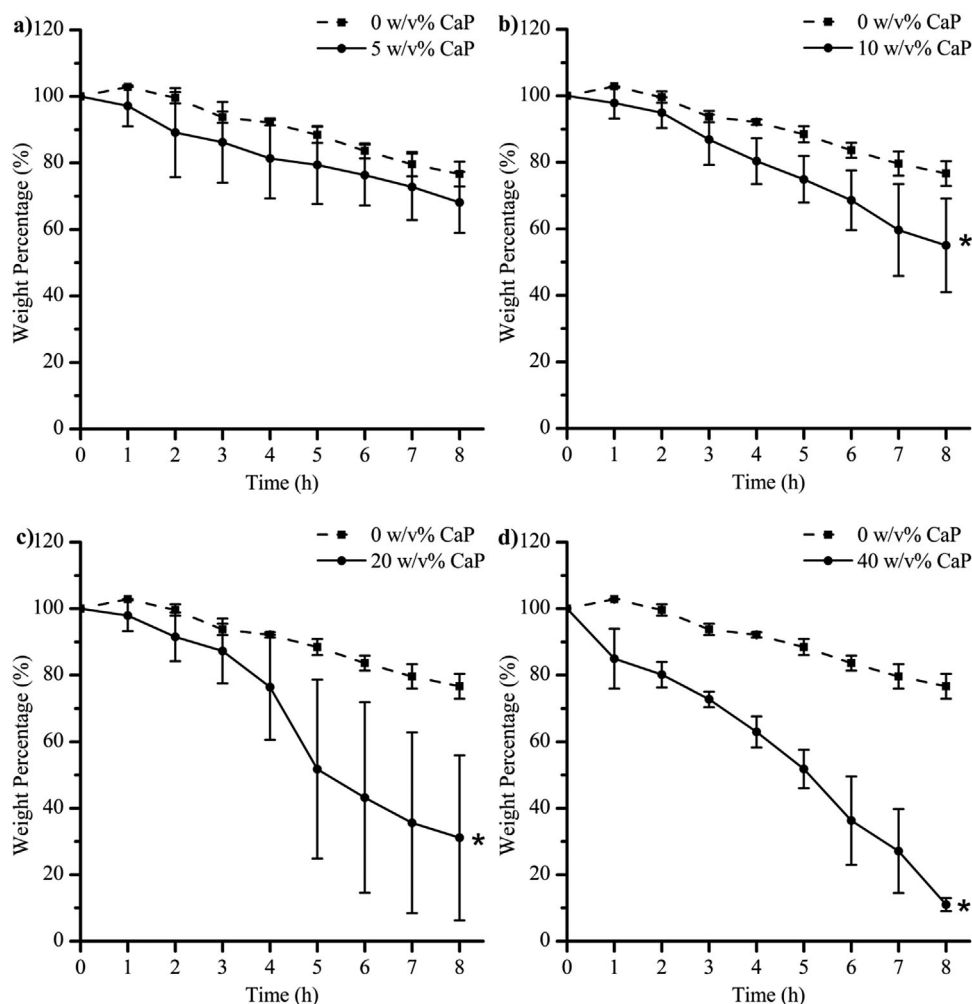 a)
0 w/v% CaP
5 w/v% CaP
120
100
80
60
40
20
0
Weight Percentage (%)
0 1 2 3 4 5 6 7 8
Time (h)
b)
0 w/v% CaP
10 w/v% CaP
120
100
80
60
40
20
0
Weight Percentage (%)
*
0 1 2 3 4 5 6 7 8
Time (h)
c)
0 w/v% CaP
20 w/v% CaP
120
100
80
60
40
20
0
Weight Percentage (%)
*
0 1 2 3 4 5 6 7 8
Time (h)
d)
0 w/v% CaP
40 w/v% CaP
120
100
80
60
40
20
0
Weight Percentage (%)
*
0 1 2 3 4 5 6 7 8
Time (h)